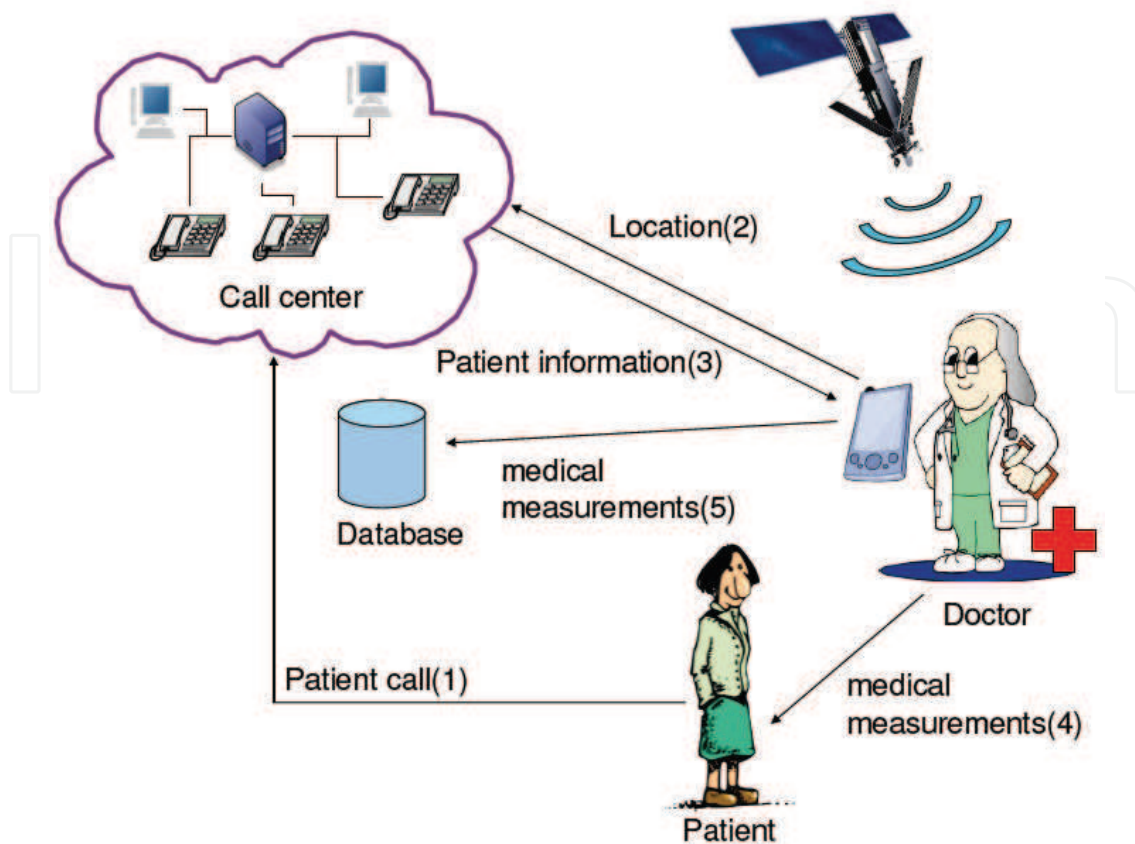 Location(2)
Call center
Patient information(3)
medical
measurements(5)
Database
Doctor
Patient call(1)
medical
measurements(4)
Patient